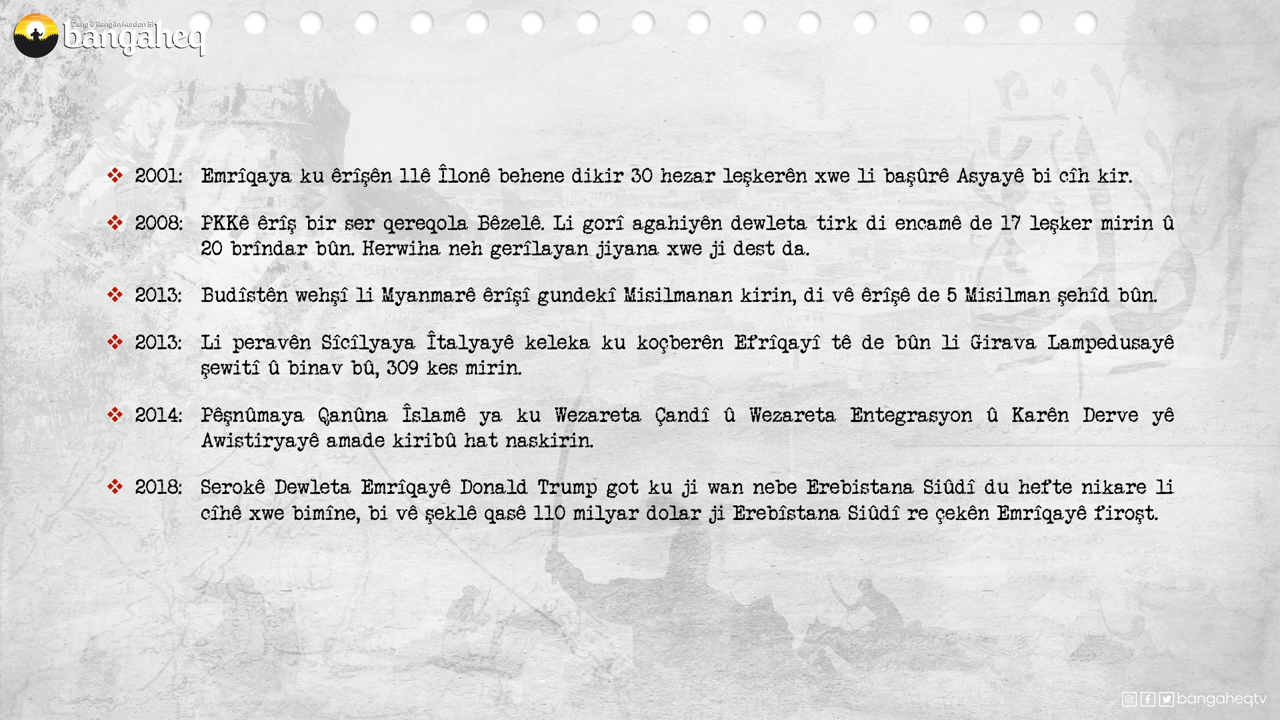 Deng û Rengên Kurdan Bi
bangaheq
❖ 2001: Emrîqaya ku êrîşên 11ê Îlonê behene dikir 30 hezar leşkerên xwe li başûrê Asyayê bi cîh kir.
❖ 2008: PKKê êrîş bir ser qereqola Bêzelê. Li gorî agahiyên dewleta tirk di encamê de 17 leşker mirin û
20 brîndar bûn. Herwiha neh gerîlayan jiyana xwe ji dest da.
❖ 2013: Budîstên wehşî li Myanmarê êrîşî gundekî Misilmanan kirin, di vê êrîşê de 5 Misilman şehîd bûn.
❖ 2013: Li peravên Sîcîlyaya Îtalyayê keleka ku koçberên Efrîqayî tê de bûn li Girava Lampedusayê
şewitî û binav bû, 309 kes mirin.
❖ 2014: Pêşnûmaya Qanûna Îslamê ya ku Wezareta Çandî û Wezareta Entegrasyon û Karên Derve yê
Awistiryayê amade kiribû hat naskirin.
❖ 2018: Serokê Dewleta Emrîqayê Donald Trump got ku ji wan nebe Erebistana Siûdî du hefte nikare li
cîhê xwe bimîne, bi vê şeklê qasê 110 milyar dolar ji Erebîstana Siûdî re çekên Emrîqayê firoşt.
bangaheqtv